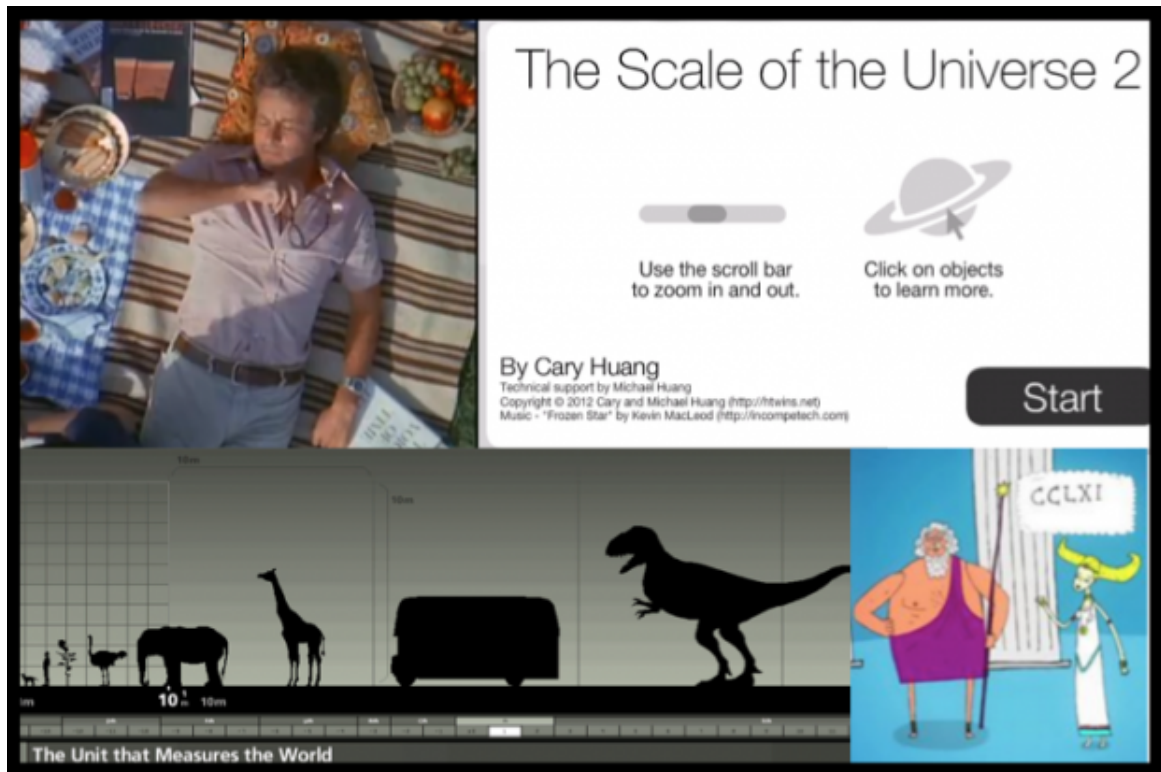 The Scale of the Universe 2
Use the scroll bar
to zoom in and out.
Click on objects
to learn more.
By Cary Huang
Technical support by Michael Huang
Copyright © 2012 Cary and Michael Huang (http://htwins.net)
Music - "Frozen Star" by Kevin MacLeod (http://incompetech.com)
Start
10m
10m
CCLXI
10 1 m 10m
The Unit that Measures the World